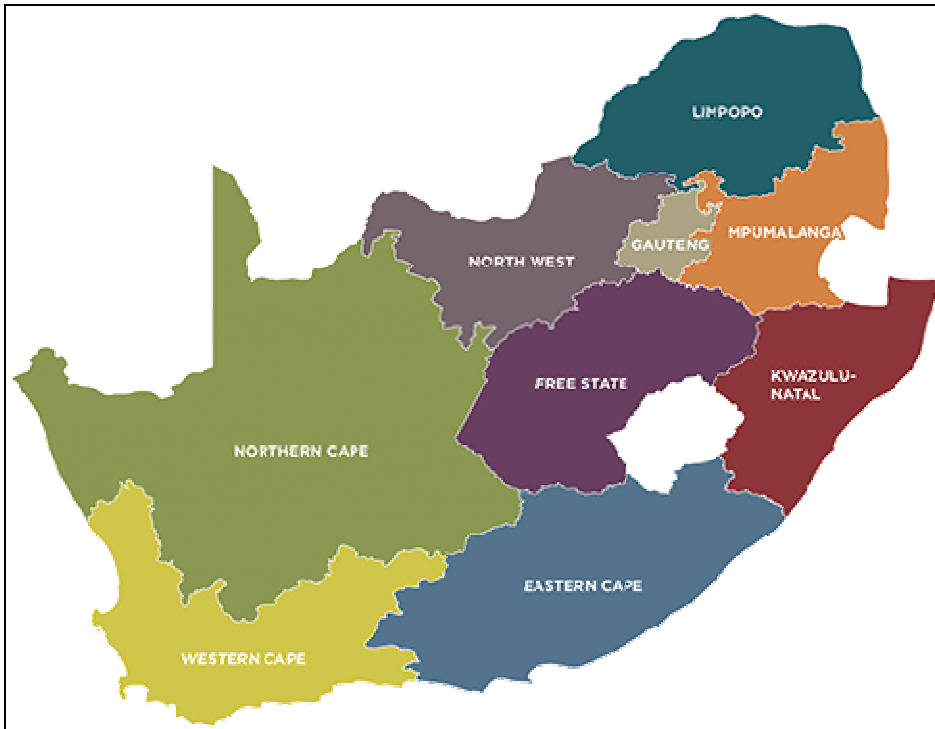 LIMPOPO
MPUMALANGA
GAUTENG
NORTH WEST
FREE STATE
KWAZULU-
NATAL
NORTHERN CAPE
EASTERN CAPE
WESTERN CAPE